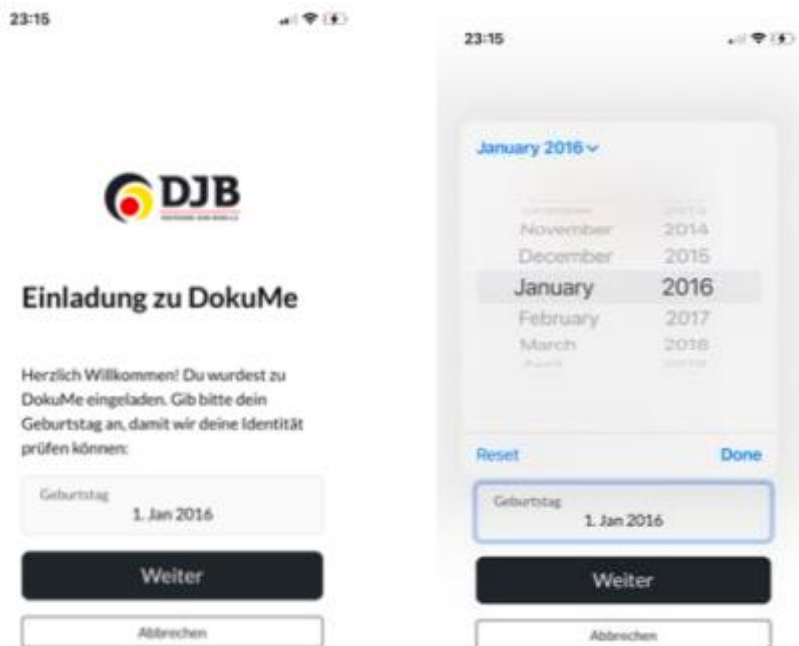 23:15
DJB
Einladung zu DokuMe
Herzlich Willkommen! Du wurdest zu
DokuMe eingeladen. Gib bitte dein
Geburtstag an, damit wir deine Identität
prüfen können:
Geburtstag
1. Jan 2016
Weiter
Abbrechen
23:15
January 2016
November 2014
December 2015
January 2016
February 2017
March 2018
Reset Done
Geburtstag
1. Jan 2016
Weiter
Abbrechen